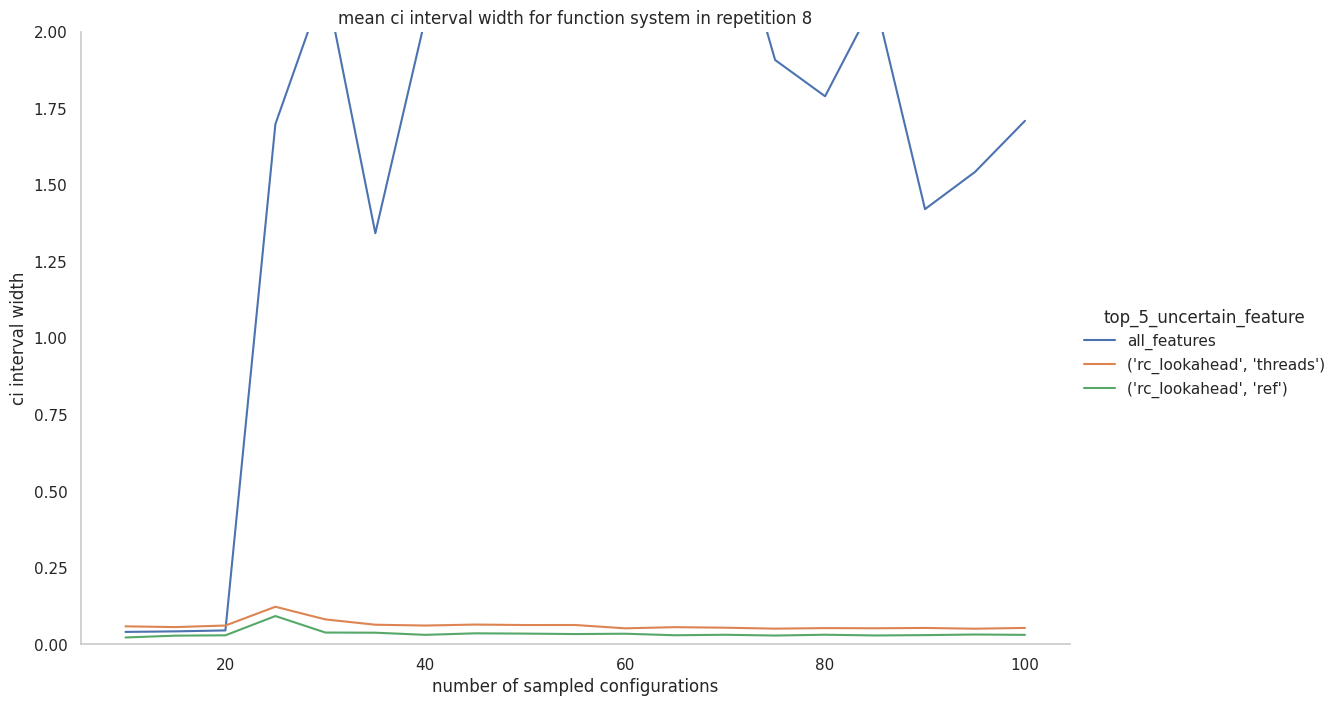 mean ci interval width for function system in repetition 8
2.00
1.75
1.50
1.25
1.00
0.75
0.50
0.25
0.00
ci interval width
20
40
60
80
100
number of sampled configurations
top_5_uncertain_feature
all_features
('rc_lookahead', 'threads')
('rc_lookahead', 'ref')